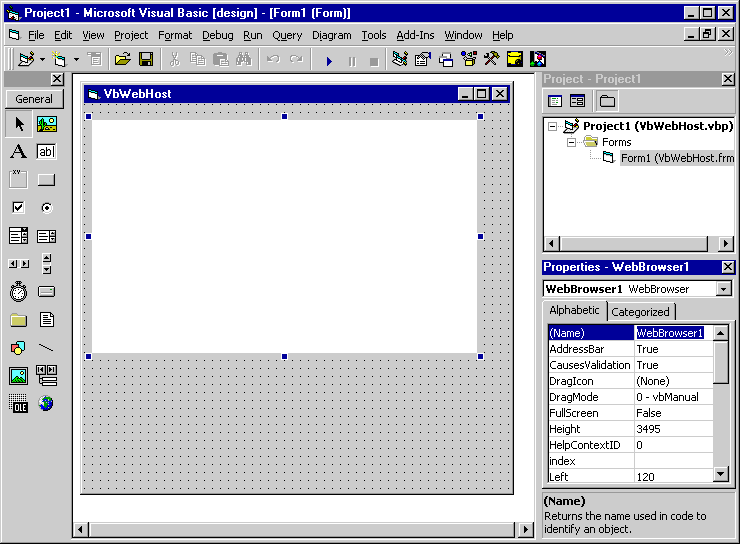 Project1 - Microsoft Visual Basic [design] - [Form1 (Form)]
File Edit View Project Format Debug Run Query Diagram Tools Add-Ins Window Help
General
A
ab
xy
OLE
VbWebHost
Project - Project1
Project1 (VbWebHost.vbp)
Forms
Form1 (VbWebHost.frm
Properties - WebBrowser1
WebBrowser1 WebBrowser
Alphabetic Categorized
(Name) WebBrowser1
AddressBar True
CausesValidation True
DragIcon (None)
DragMode 0 - vbManual
FullScreen False
Height 3495
HelpContextID 0
index
Left 120
(Name)
Returns the name used in code to
identify an object.